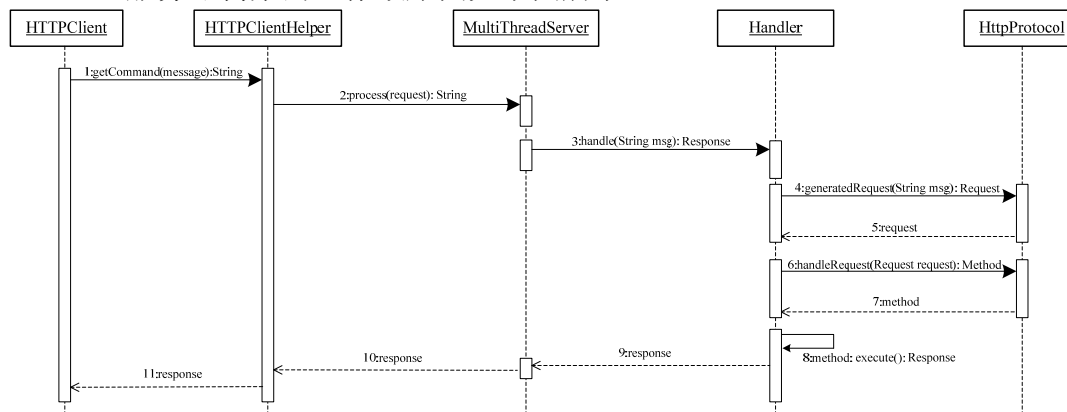 HTTPClient
HTTPClientHelper
MultiThreadServer
Handler
HttpProtocol
1:getCommand(message):String
2:process(request): String
3:handle(String msg): Response
4:generatedRequest(String msg): Request
5:request
6:handleRequest(Request request): Method
7:method
8:method: execute(): Response
9:response
10:response
11:response